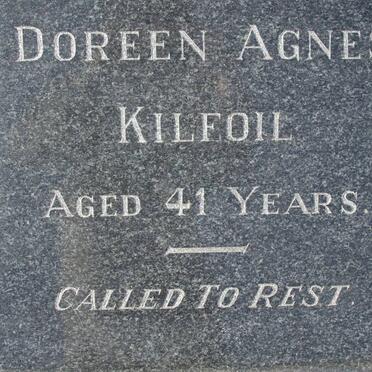 DOREEN AGNES
KILFOIL
AGED 41 YEARS.
CALLED TO REST.